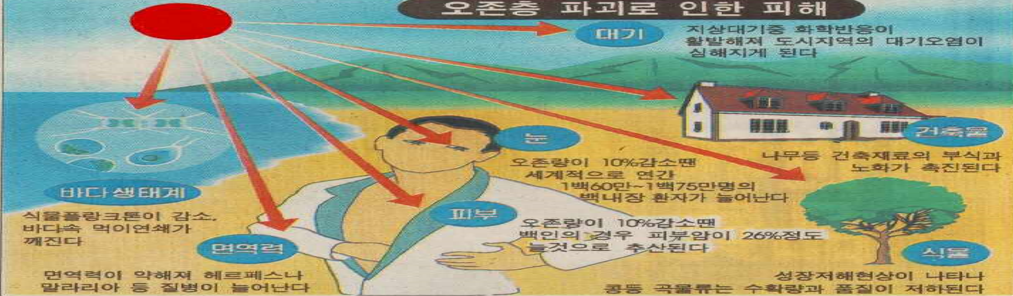 오존층 파괴로 인한 피해
대기
지상대기중 화학반응이
활발해져 도시지역의 대기오염이
심해지게 된다
건축물
나무등 건축재료의 부식과
노화가 촉진된다
눈
오존량이 10%감소땐
세계적으로 연간
1백60만~1백75만명의
백내장 환자가 늘어난다
바다생태계
식물플랑크톤이 감소,
바다속 먹이연쇄가
깨진다
피부
오존량이 10%감소땐
백인의 경우 피부암이 26%정도
늘것으로 추산된다
면역력
면역력이 약해져 헤르페스나
말라리아 등 질병이 늘어난다
식물
성장저해현상이 나타나
콩등 곡물류는 수확량과 품질이 저하된다